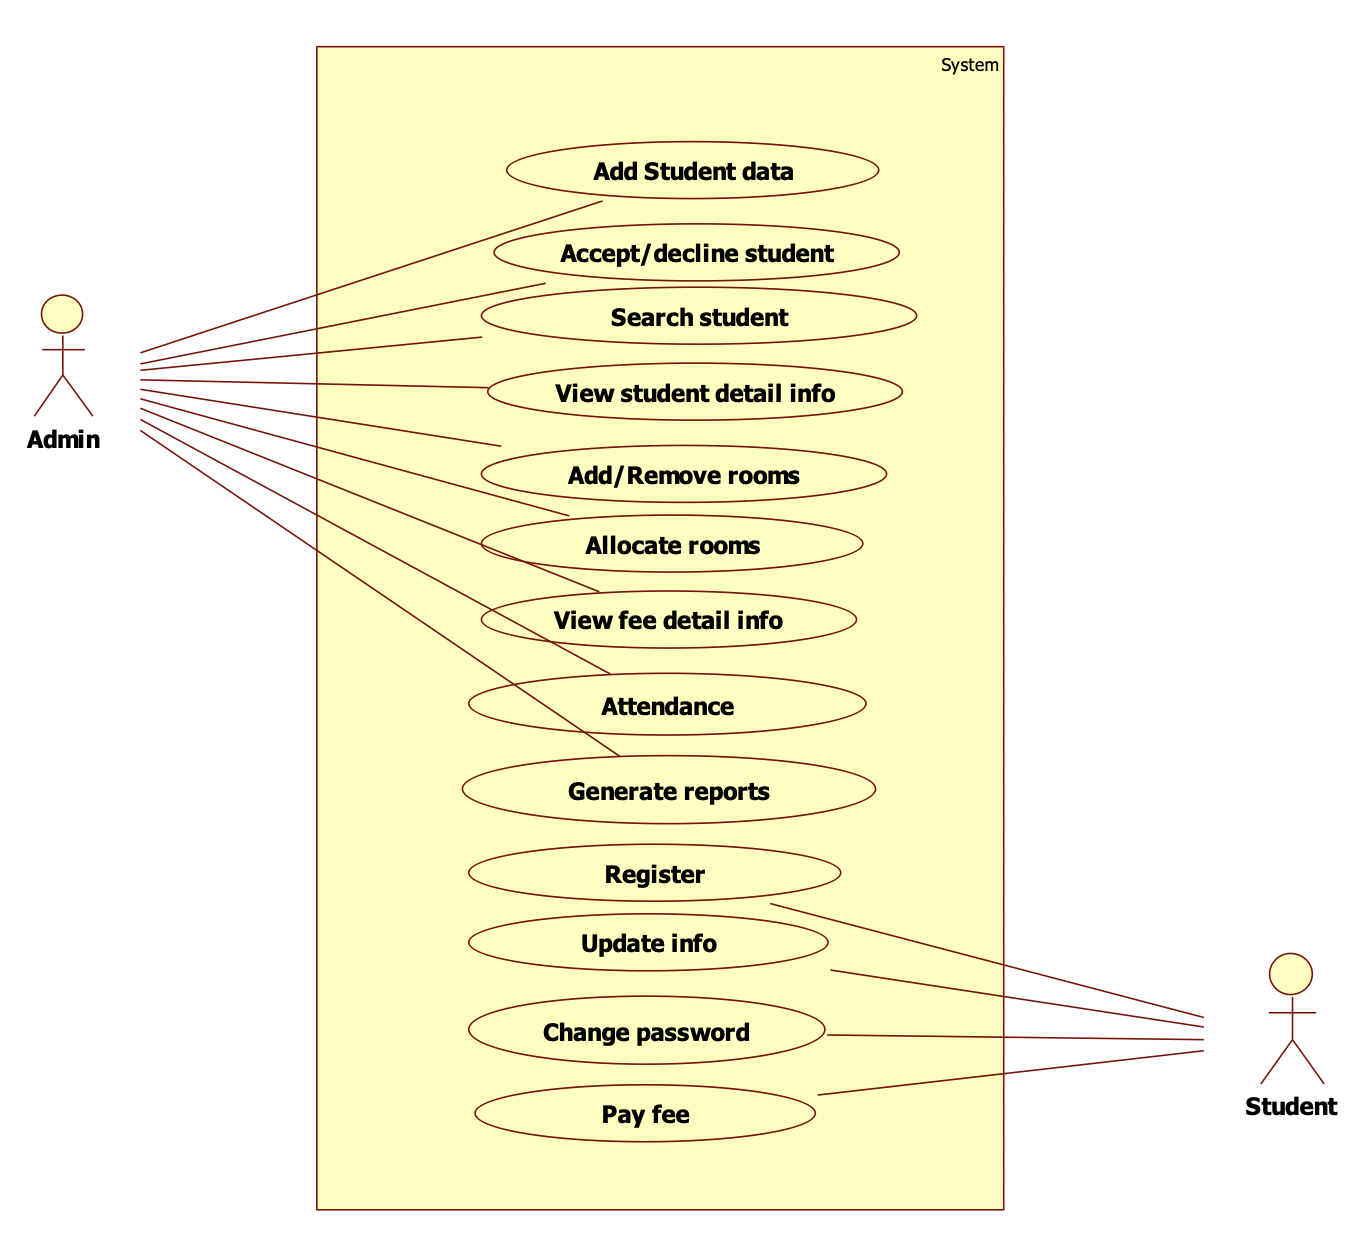 System
Add Student data
Accept/decline student
Search student
View student detail info
Admin
Add/Remove rooms
Allocate rooms
View fee detail info
Attendance
Generate reports
Register
Update info
Change password
Student
Pay fee